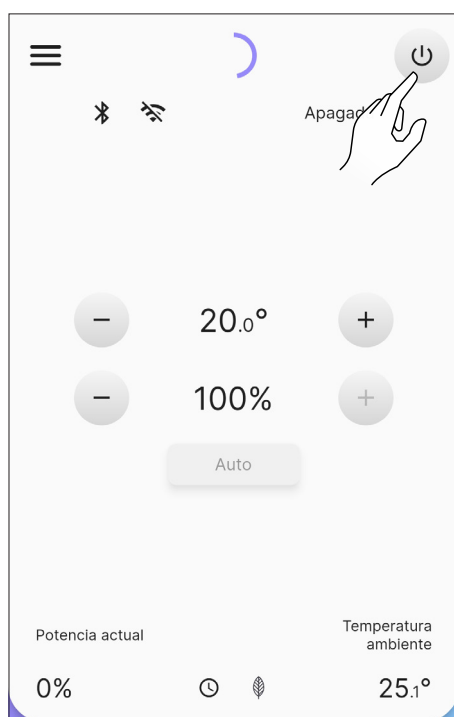 20.0°
100%
Auto
Potencia actual
Temperatura
ambiente
0%
25.1°